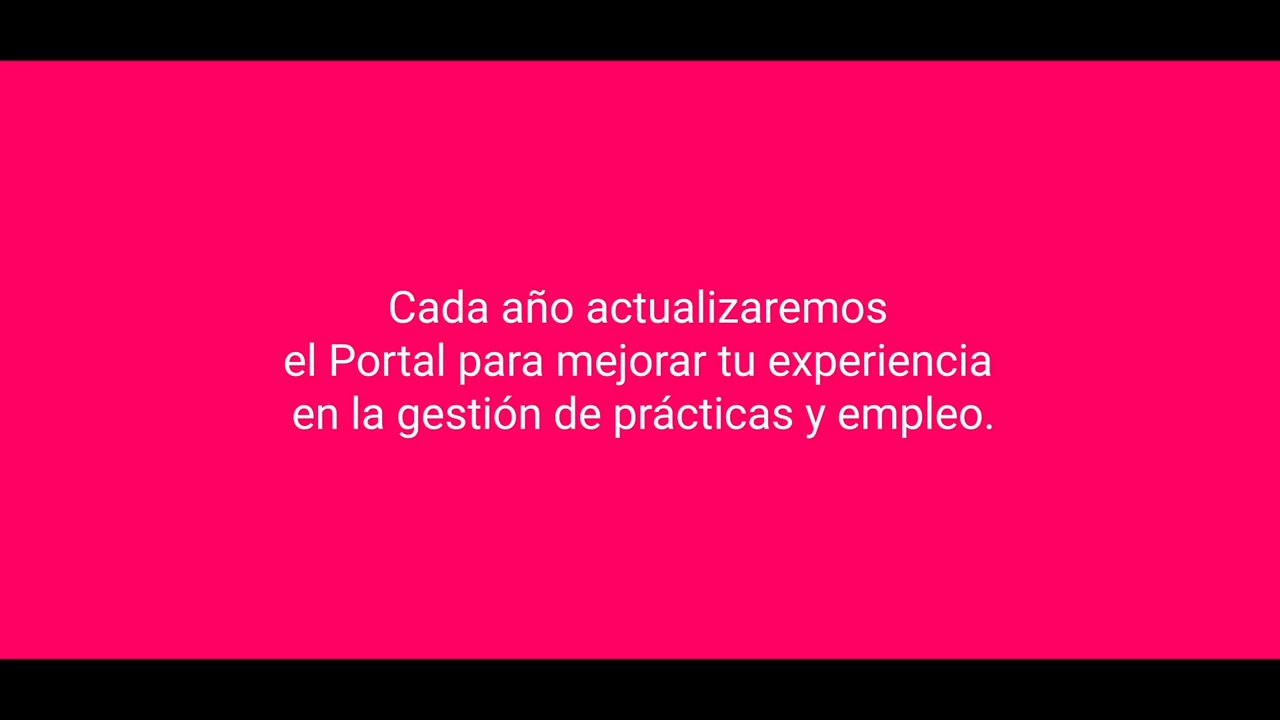 Cada año actualizaremos
el Portal para mejorar tu experiencia
en la gestión de prácticas y empleo.